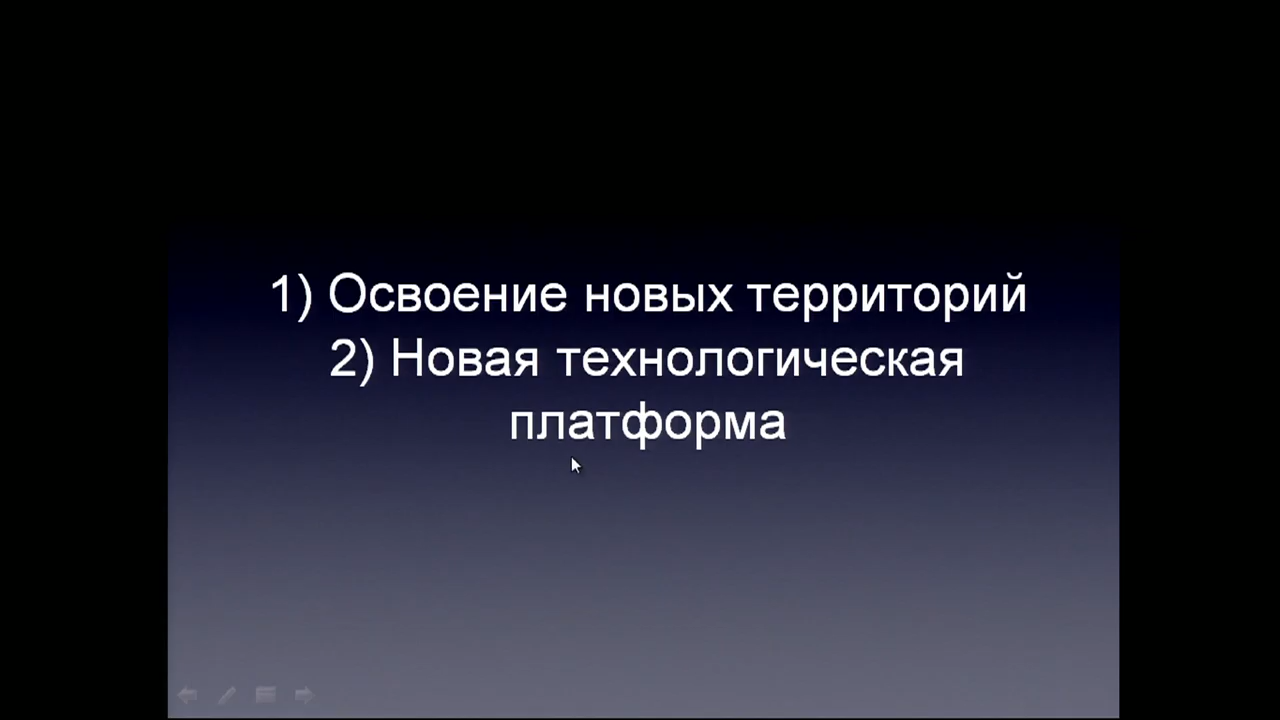 1) Освоение новых территорий
2) Новая технологическая
платформа